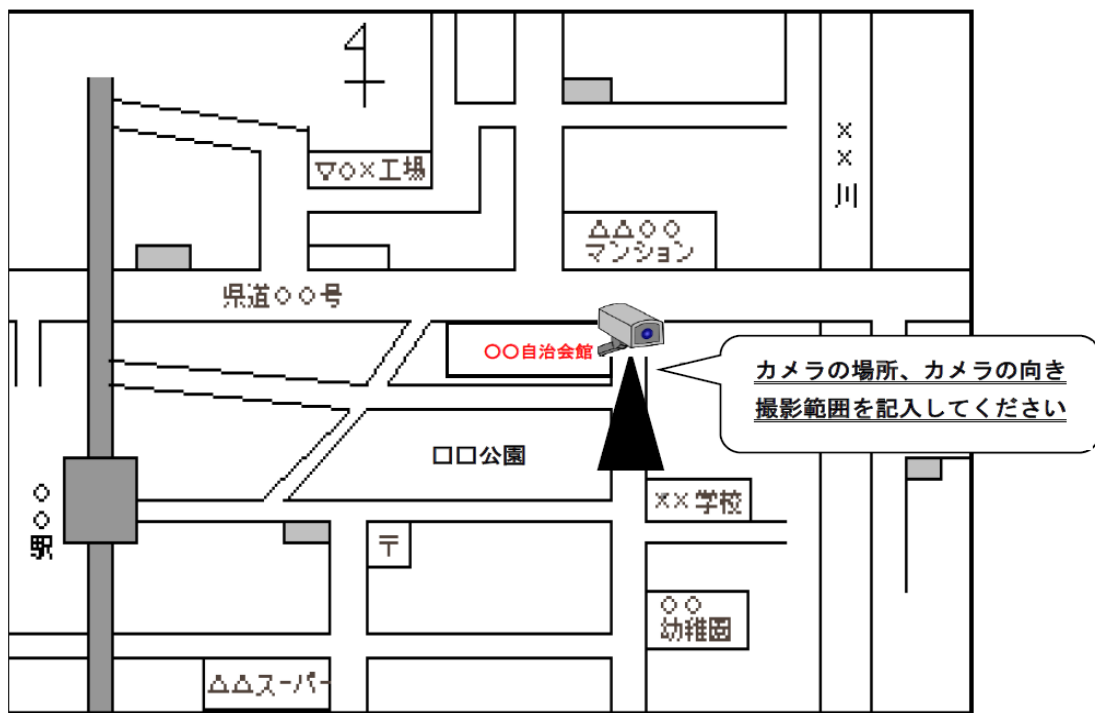 ××川
▽○×工場
△△○○
マンション
県道○○号
〇〇自治会館
カメラの場所、カメラの向き
撮影範囲を記入してください
□□公園
○○駅
××学校
〒
○○
幼稚園
△△スーパー